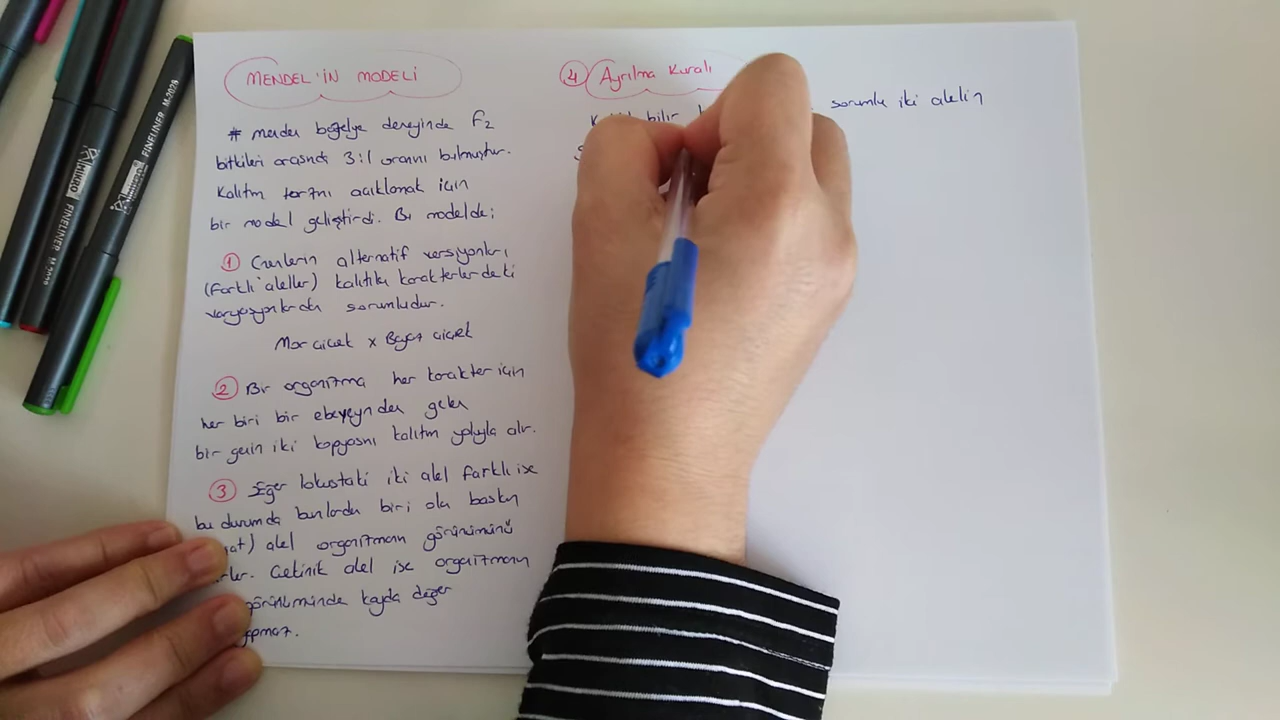 MENDEL'İN MODELİ
# mendel bezelye deneyinde F2
bitkileri arasında 3:1 oranını bulmuştur.
Kalıtım tarzını açıklamak için
bir model geliştirdi. Bu modelde;
① Genlerin alternatif versiyonları
(farklı aleller) kalıtılan karakterlerdeki
varyasyonlardan sorumludur.
Mor çiçek x Beyaz çiçek
② Bir organizma her karakter için
her biri bir ebeveynden gelen
bir genin iki kopyasını kalıtım yoluyla alır.
③ Eğer lokustaki iki alel farklı ise
bu durumda bunlardan biri olan baskın
alel organizmanın görünümünü
Çekinik alel ise organizmanın
görünümünde kayda değer
④ Ayrılma Kuralı
sorumlu iki alelin
FINELINER M-2029
MIKRO FINELINER